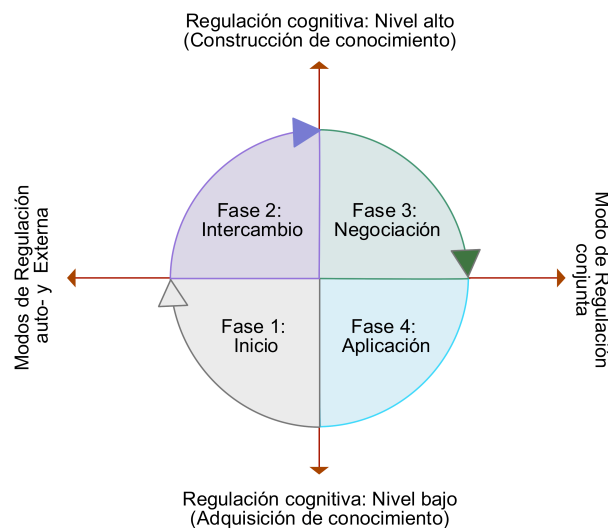 Regulación cognitiva: Nivel alto
(Construcción de conocimiento)
Modos de Regulación
auto- y Externa
Fase 2:
Intercambio
Fase 3:
Negociación
Modo de Regulación
conjunta
Fase 1:
Inicio
Fase 4:
Aplicación
Regulación cognitiva: Nivel bajo
(Adquisición de conocimiento)